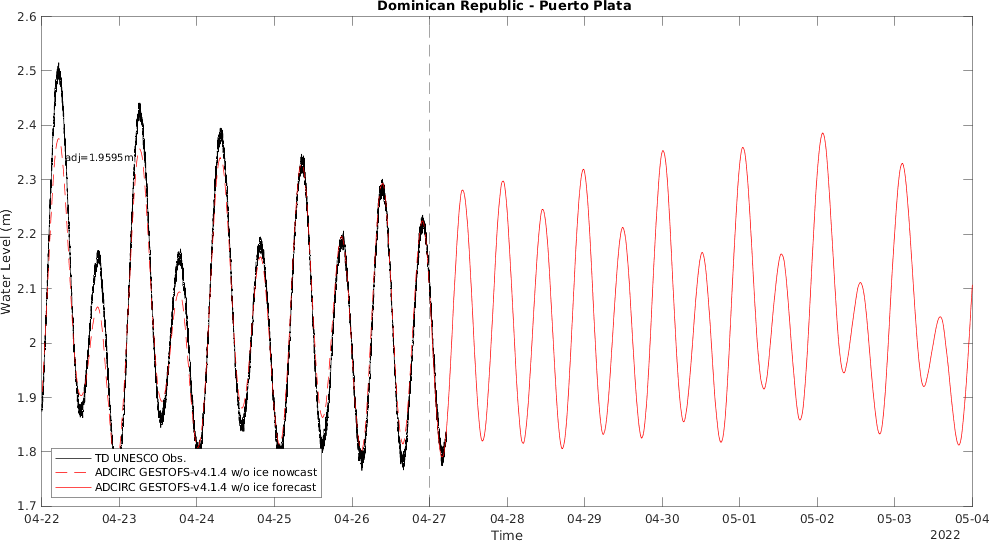 Dominican Republic - Puerto Plata
2.6
2.5
2.4
2.3
2.2
2.1
2
1.9
1.8
1.7
Water Level (m)
adj=1.9595m
TD UNESCO Obs.
ADCIRC GESTOFS-v4.1.4 w/o ice nowcast
ADCIRC GESTOFS-v4.1.4 w/o ice forecast
04-22 04-23 04-24 04-25 04-26 04-27 04-28 04-29 04-30 05-01 05-02 05-03 05-04
Time
2022